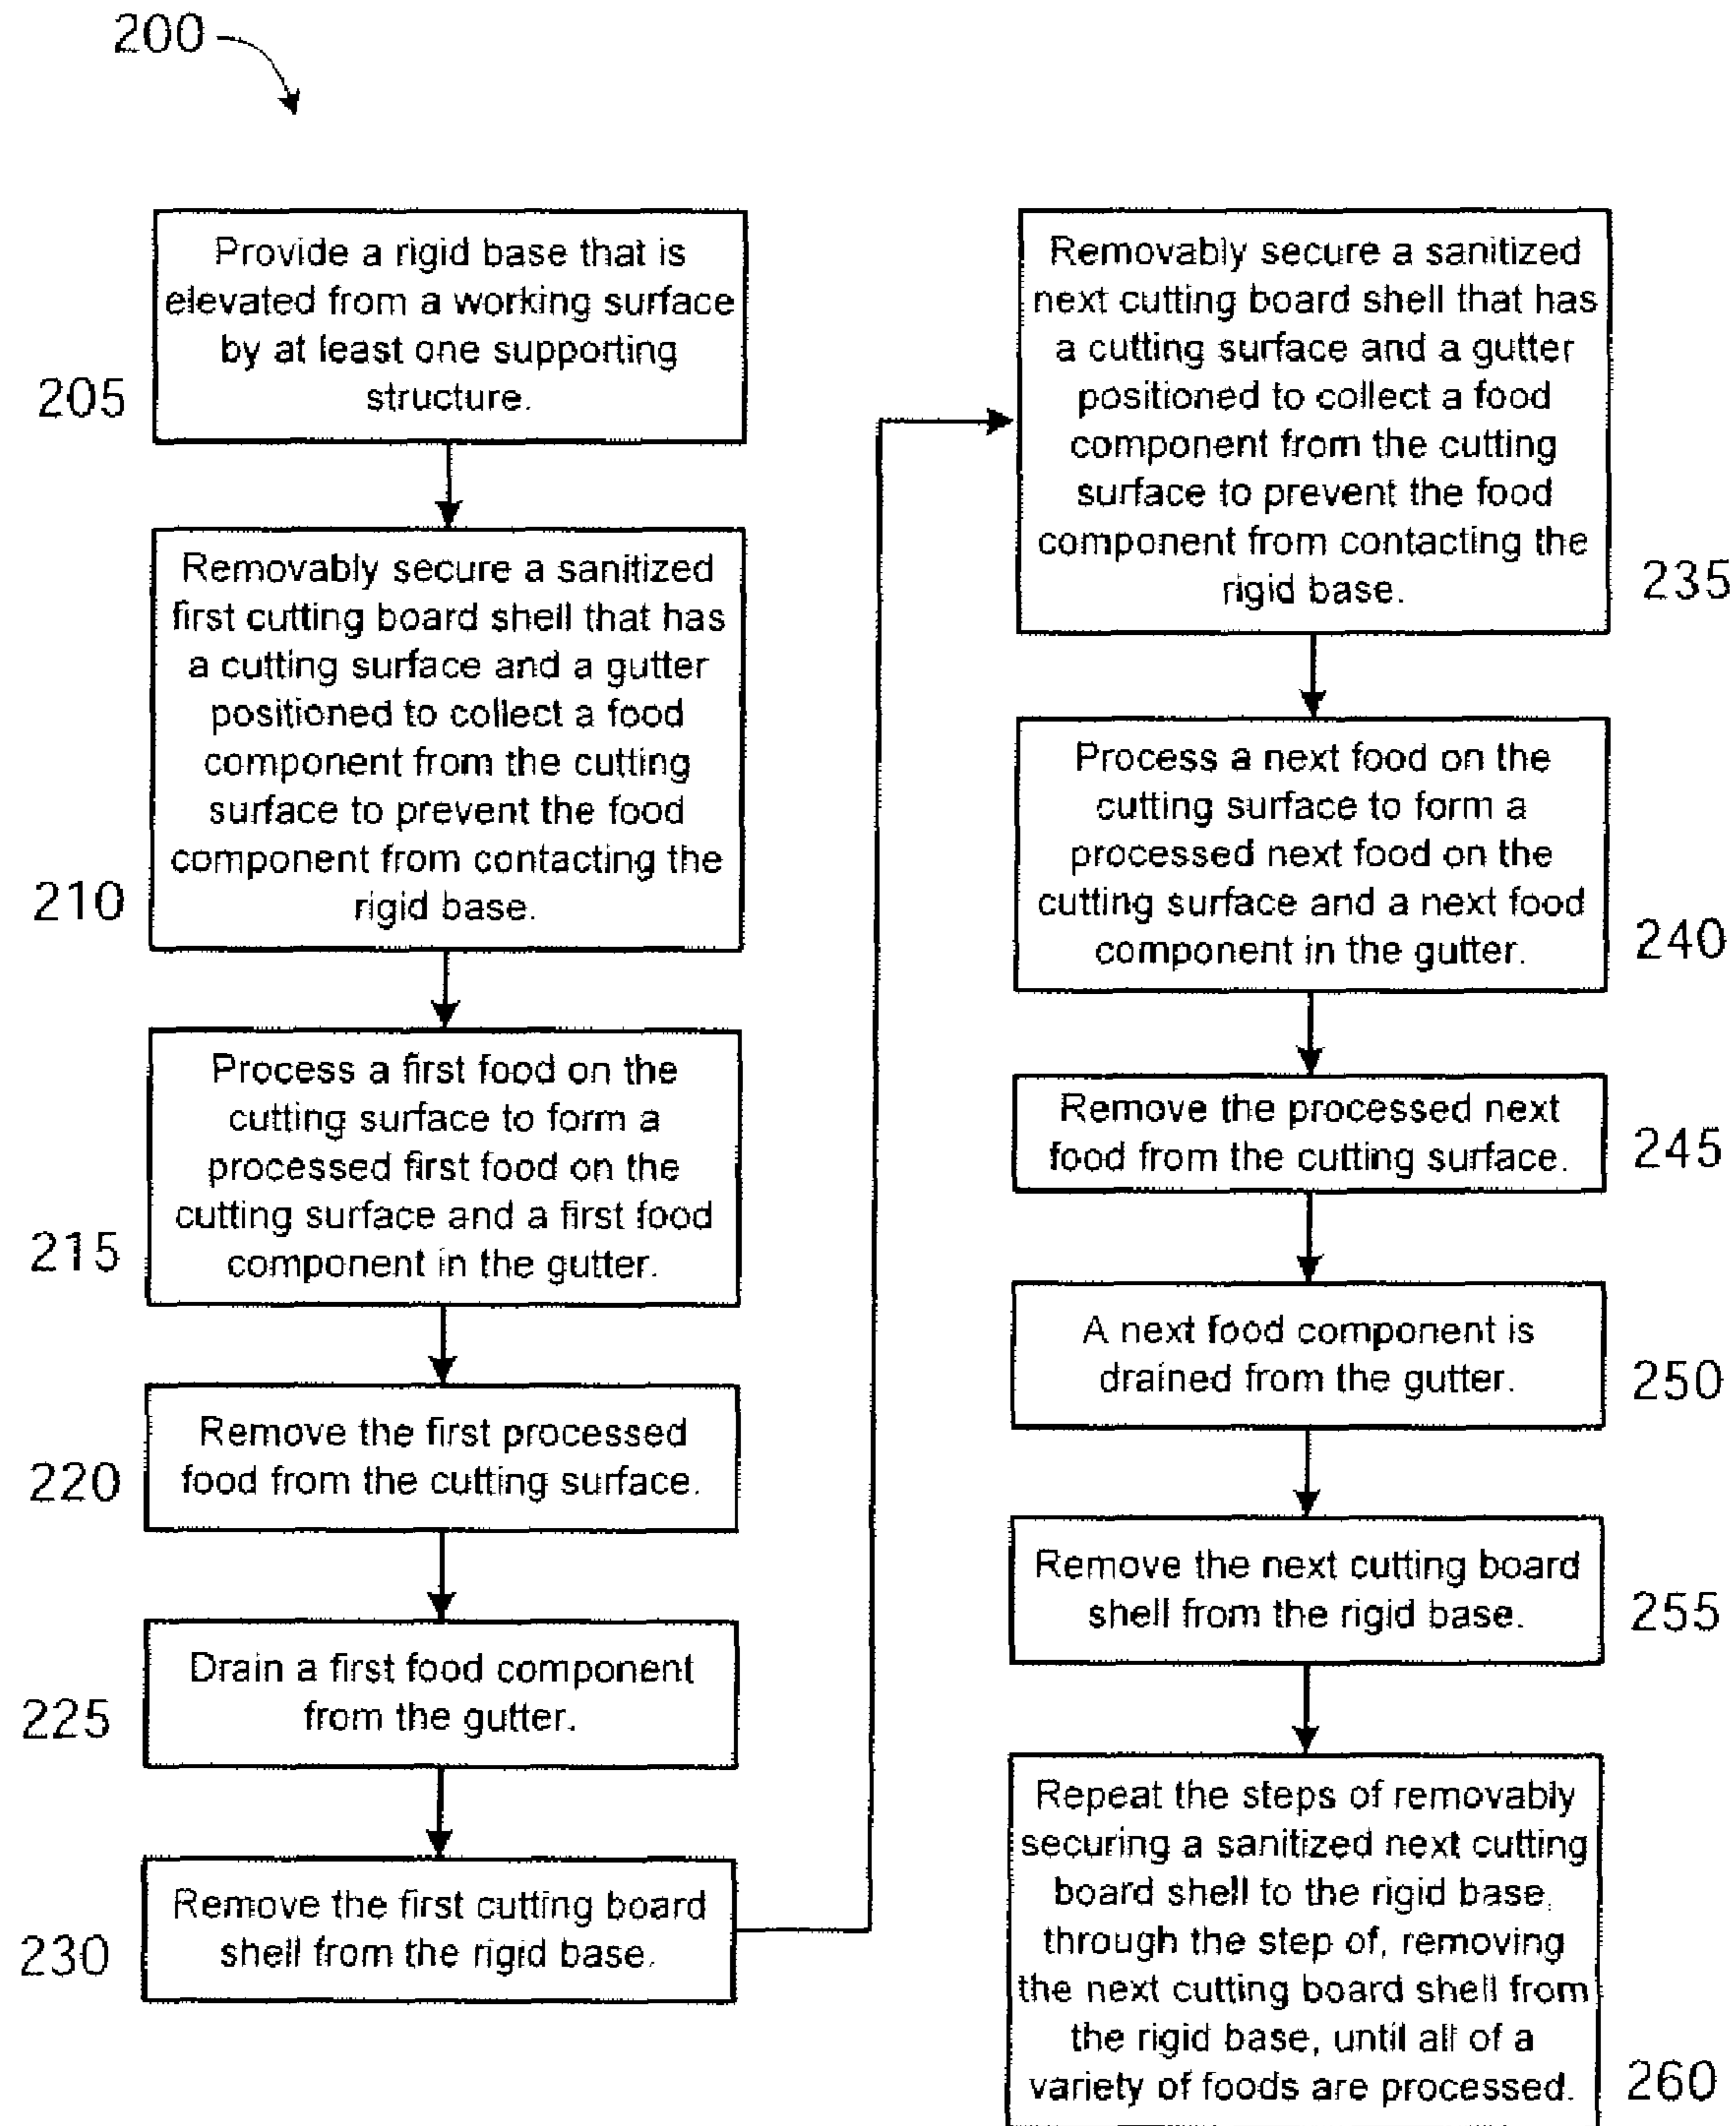 200
Provide a rigid base that is
elevated from a working surface
by at least one supporting
structure.
205
Removably secure a sanitized
first cutting board shell that has
a cutting surface and a gutter
positioned to collect a food
component from the cutting
surface to prevent the food
component from contacting the
rigid base.
210
Process a first food on the
cutting surface to form a
processed first food on the
cutting surface and a first food
component in the gutter.
215
Remove the first processed
food from the cutting surface.
220
Drain a first food component
from the gutter.
225
Remove the first cutting board
shell from the rigid base.
230
Removably secure a sanitized
next cutting board shell that has
a cutting surface and a gutter
positioned to collect a food
component from the cutting
surface to prevent the food
component from contacting the
rigid base.
235
Process a next food on the
cutting surface to form a
processed next food on the
cutting surface and a next food
component in the gutter.
240
Remove the processed next
food from the cutting surface.
245
A next food component is
drained from the gutter.
250
Remove the next cutting board
shell from the rigid base.
255
Repeat the steps of removably
securing a sanitized next cutting
board shell to the rigid base,
through the step of, removing
the next cutting board shell from
the rigid base, until all of a
variety of foods are processed.
260